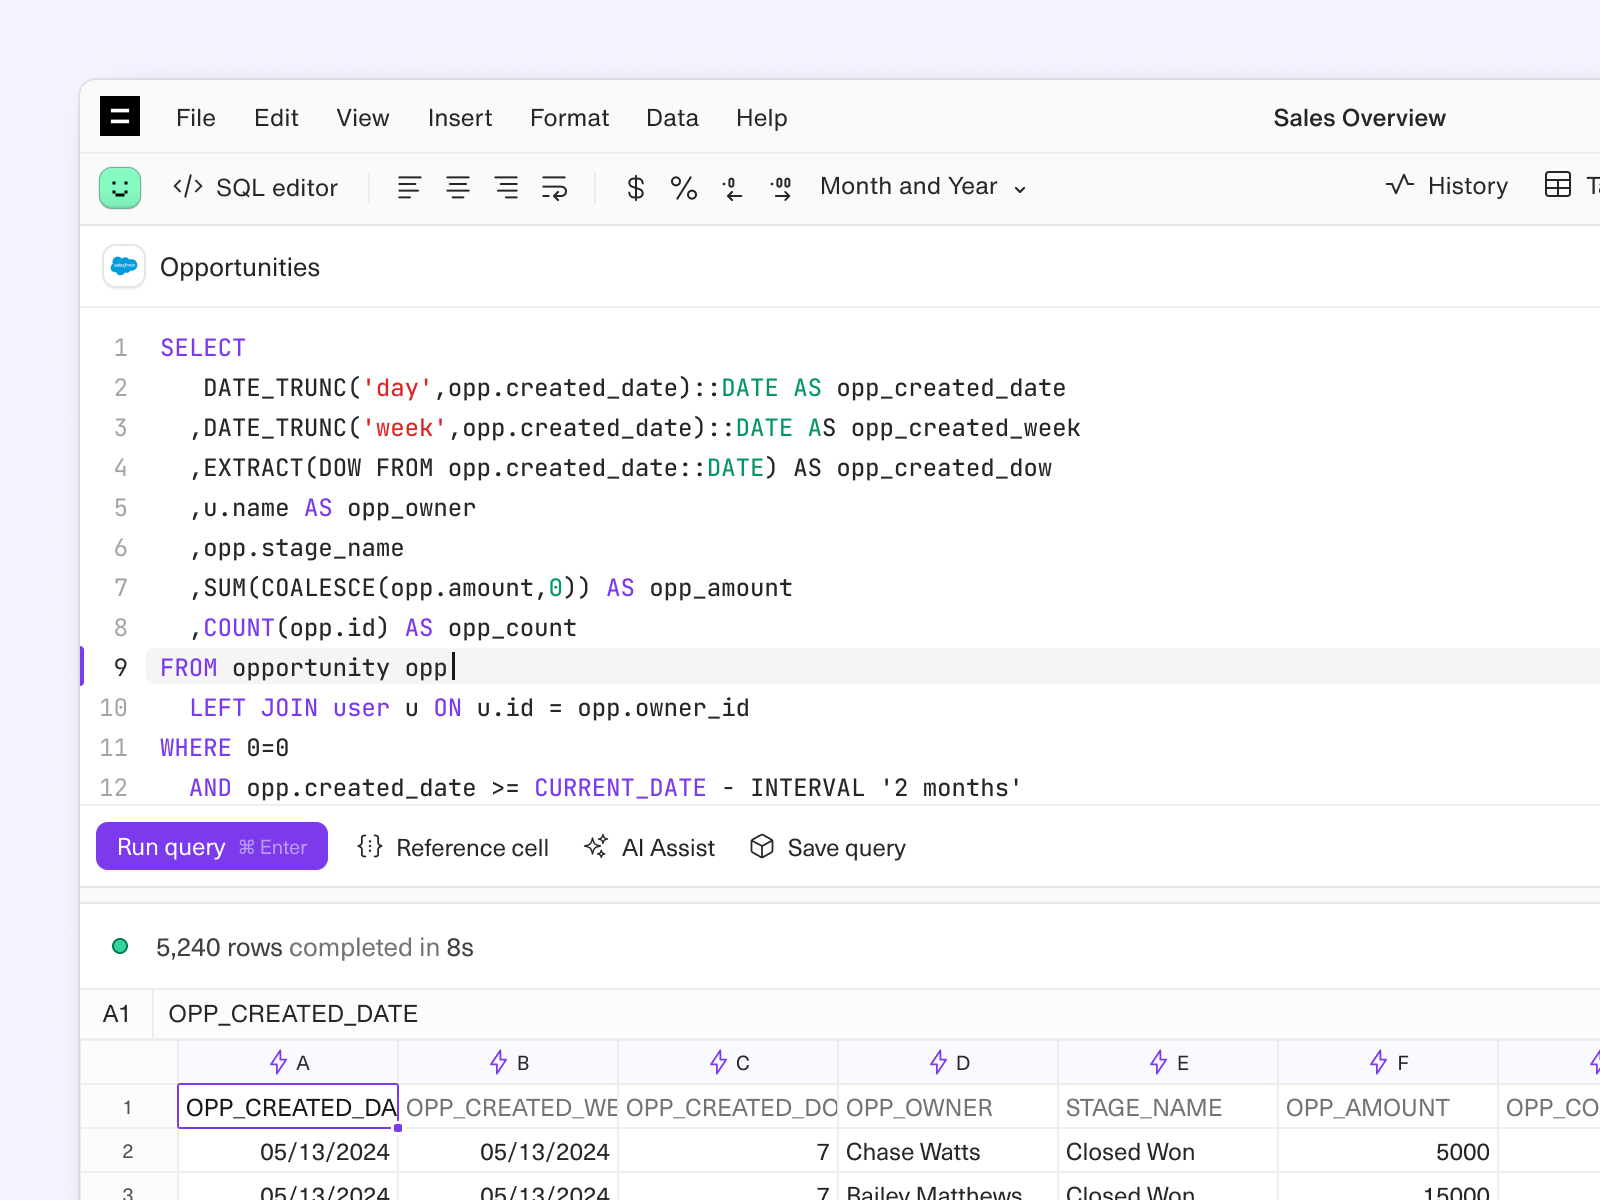 File Edit View Insert Format Data Help Sales Overview
</> SQL editor $ % .0 .00 Month and Year History
salesforce Opportunities
1 SELECT
2 DATE_TRUNC('day',opp.created_date)::DATE AS opp_created_date
3 ,DATE_TRUNC('week',opp.created_date)::DATE AS opp_created_week
4 ,EXTRACT(DOW FROM opp.created_date::DATE) AS opp_created_dow
5 ,u.name AS opp_owner
6 ,opp.stage_name
7 ,SUM(COALESCE(opp.amount,0)) AS opp_amount
8 ,COUNT(opp.id) AS opp_count
9 FROM opportunity opp
10 LEFT JOIN user u ON u.id = opp.owner_id
11 WHERE 0=0
12 AND opp.created_date >= CURRENT_DATE - INTERVAL '2 months'
Run query ⌘ Enter Reference cell AI Assist Save query
5,240 rows completed in 8s
A1 OPP_CREATED_DATE
A B C D E F
1 OPP_CREATED_DA OPP_CREATED_WE OPP_CREATED_DO OPP_OWNER STAGE_NAME OPP_AMOUNT OPP_CO
2 05/13/2024 05/13/2024 7 Chase Watts Closed Won 5000
3 05/13/2024 05/13/2024 7 Bailey Matthews Closed Won 15000